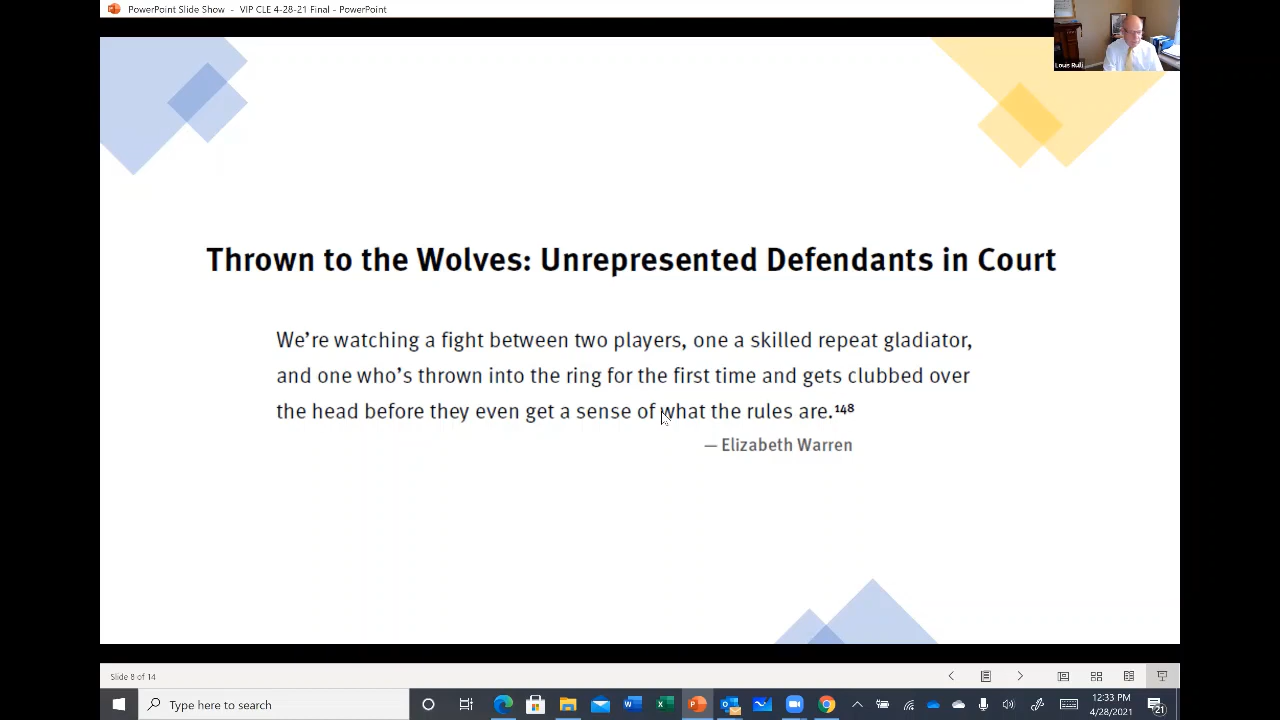 PowerPoint Slide Show - VIP CLE 4-28-21 Final - PowerPoint
Louis Rulli
Thrown to the Wolves: Unrepresented Defendants in Court
We're watching a fight between two players, one a skilled repeat gladiator,
and one who's thrown into the ring for the first time and gets clubbed over
the head before they even get a sense of what the rules are.¹⁴⁸
— Elizabeth Warren
Slide 8 of 14
Type here to search
12:33 PM
4/28/2021
21